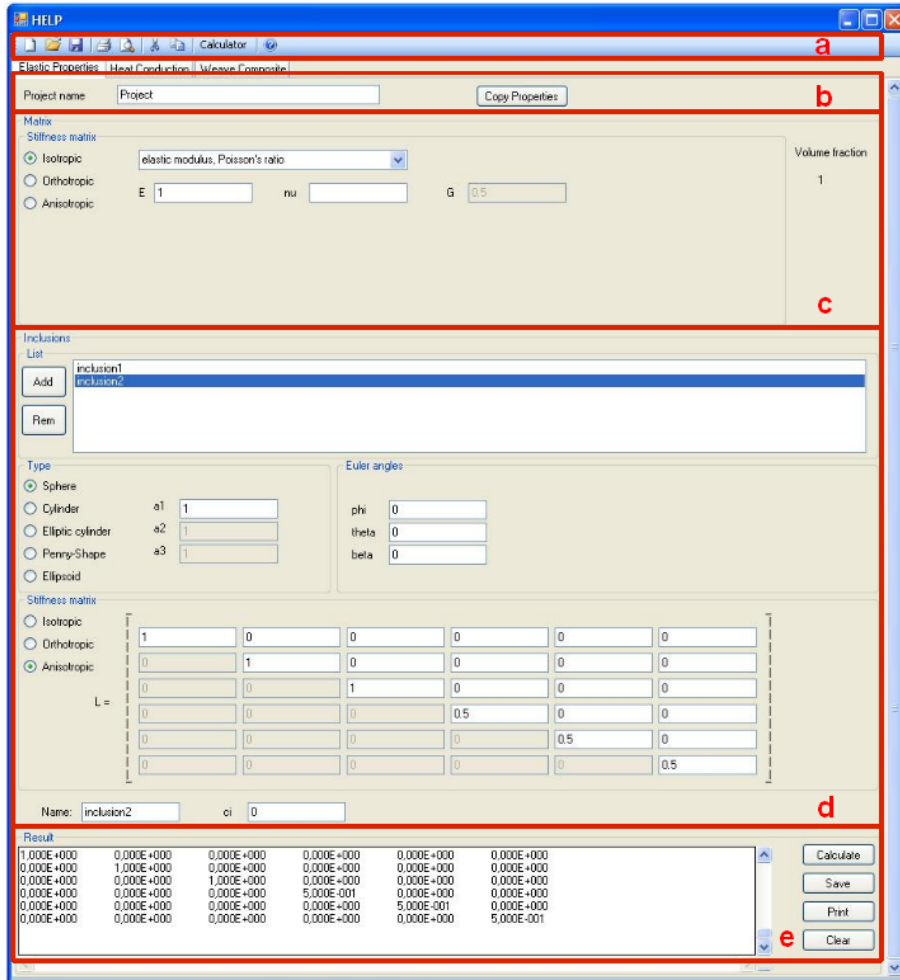 HELP
Calculator
a
Elastic Properties Heat Conduction Weave Composite
Project name Project Copy Properties b
Matrix
Stiffness matrix
Isotropic elastic modulus, Poisson's ratio Volume fraction
Orthotropic 1
Anisotropic E 1 nu G 0.5
c
Inclusions
List
Add inclusion1
inclusion2
Rem
Type Euler angles
Sphere
Cylinder a1 1 phi 0
Elliptic cylinder a2 1 theta 0
Penny-Shape a3 1 beta 0
Ellipsoid
Stiffness matrix
Isotropic
Orthotropic 1 0 0 0 0 0
Anisotropic 0 1 0 0 0 0
0 0 1 0 0 0
L =
0 0 0 0.5 0 0
0 0 0 0 0.5 0
0 0 0 0 0 0.5
Name: inclusion2 ci 0 d
Result
1,000E+000 0,000E+000 0,000E+000 0,000E+000 0,000E+000 0,000E+000
0,000E+000 1,000E+000 0,000E+000 0,000E+000 0,000E+000 0,000E+000
0,000E+000 0,000E+000 1,000E+000 0,000E+000 0,000E+000 0,000E+000
0,000E+000 0,000E+000 0,000E+000 5,000E-001 0,000E+000 0,000E+000
0,000E+000 0,000E+000 0,000E+000 0,000E+000 5,000E-001 0,000E+000
0,000E+000 0,000E+000 0,000E+000 0,000E+000 0,000E+000 5,000E-001
Calculate
Save
Print
e Clear